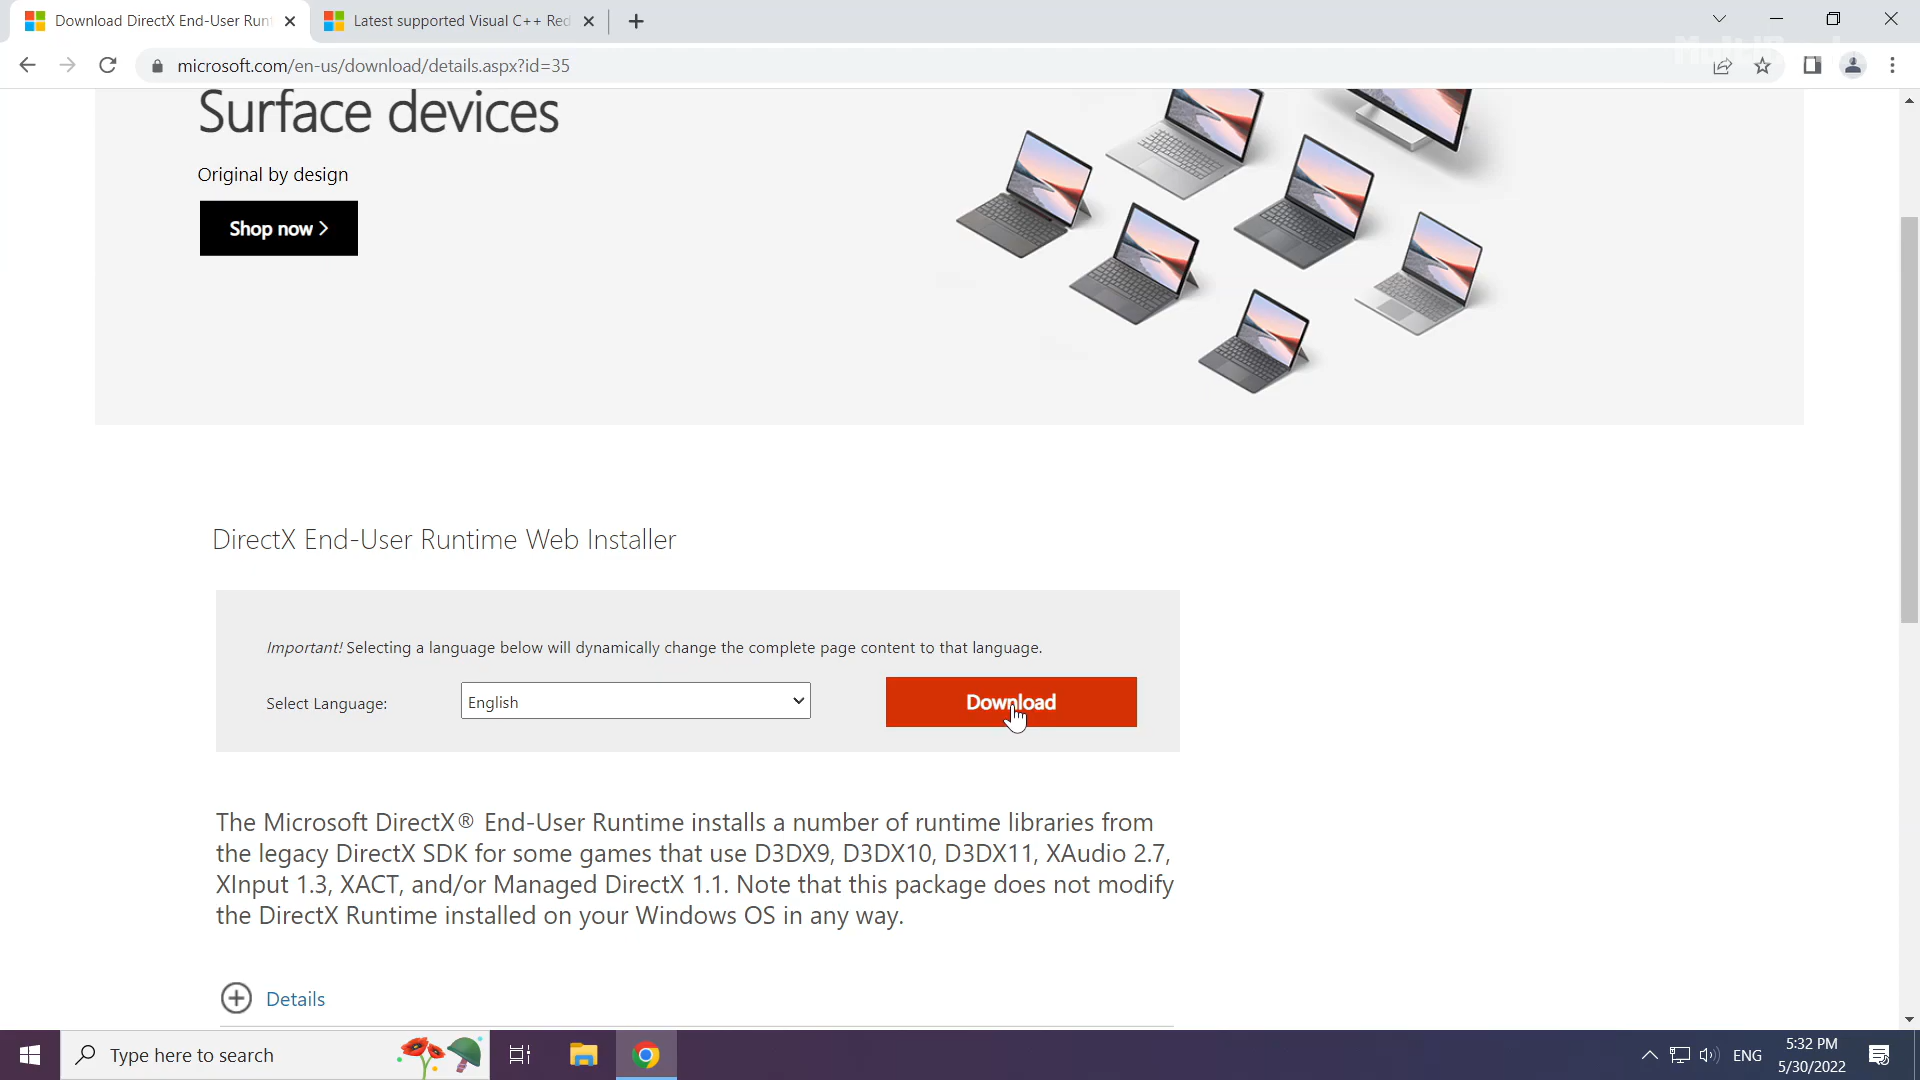 Download DirectX End-User Runt
Latest supported Visual C++ Red
microsoft.com/en-us/download/details.aspx?id=35
Surface devices
Original by design
Shop now >
DirectX End-User Runtime Web Installer
Important! Selecting a language below will dynamically change the complete page content to that language.
Select Language:
English
Download
The Microsoft DirectX® End-User Runtime installs a number of runtime libraries from
the legacy DirectX SDK for some games that use D3DX9, D3DX10, D3DX11, XAudio 2.7,
XInput 1.3, XACT, and/or Managed DirectX 1.1. Note that this package does not modify
the DirectX Runtime installed on your Windows OS in any way.
Details
Type here to search
ENG
5:32 PM
5/30/2022